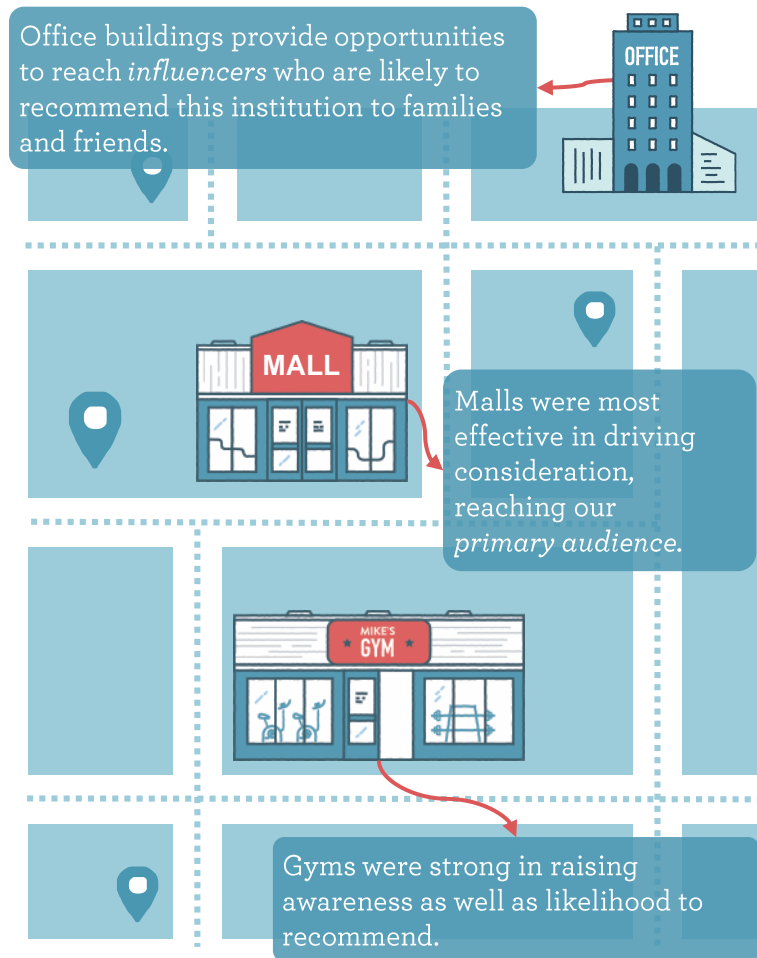 Office buildings provide opportunities
to reach influencers who are likely to
recommend this institution to families
and friends.
OFFICE
MALL
Malls were most
effective in driving
consideration,
reaching our
primary audience.
MIKE'S
GYM
Gyms were strong in raising
awareness as well as likelihood to
recommend.